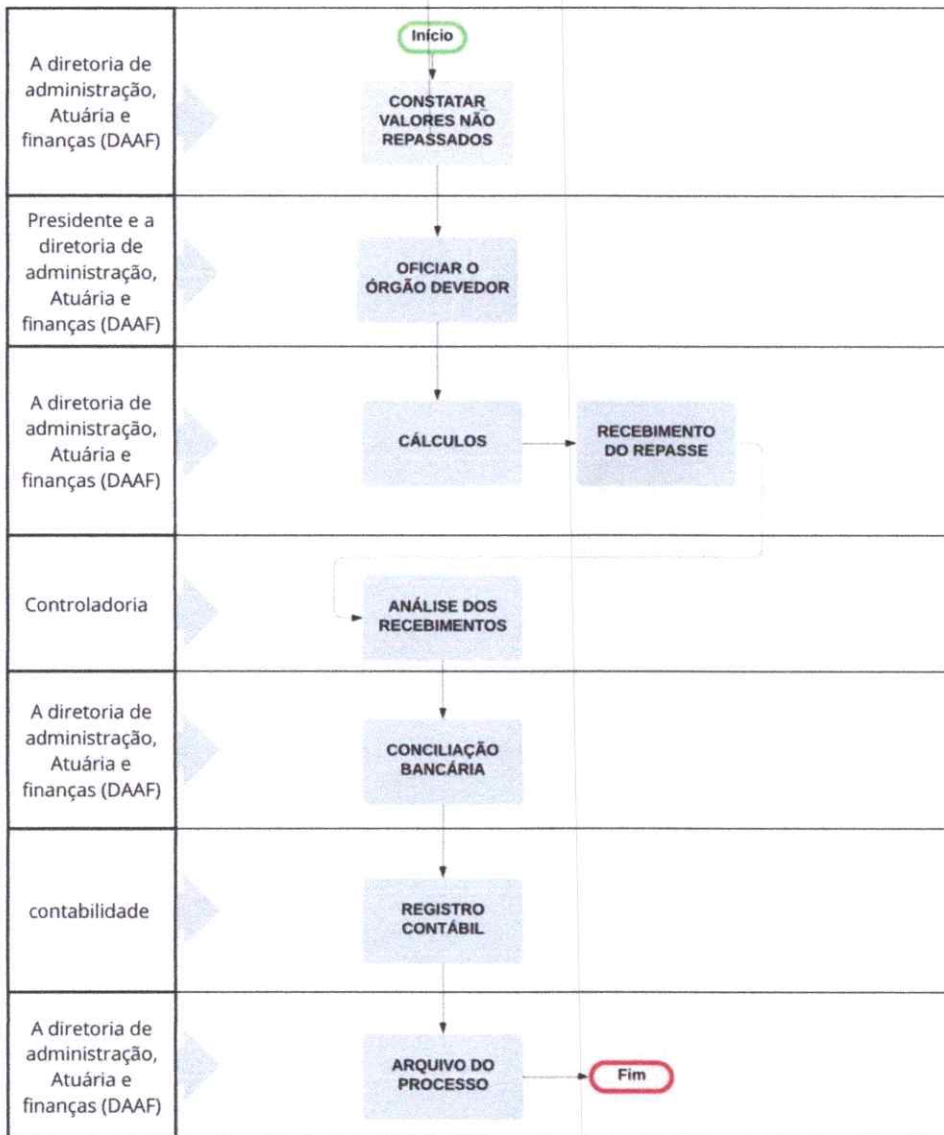 A diretoria de
administração,
Atuária e
finanças (DAAF)
Início
CONSTATAR
VALORES NÃO
REPASSADOS
Presidente e a
diretoria de
administração,
Atuária e
finanças (DAAF)
OFICIAR O
ÓRGÃO DEVEDOR
A diretoria de
administração,
Atuária e
finanças (DAAF)
CÁLCULOS
RECEBIMENTO
DO REPASSE
Controladoria
ANÁLISE DOS
RECEBIMENTOS
A diretoria de
administração,
Atuária e
finanças (DAAF)
CONCILIAÇÃO
BANCÁRIA
contabilidade
REGISTRO
CONTÁBIL
A diretoria de
administração,
Atuária e
finanças (DAAF)
ARQUIVO DO
PROCESSO
Fim